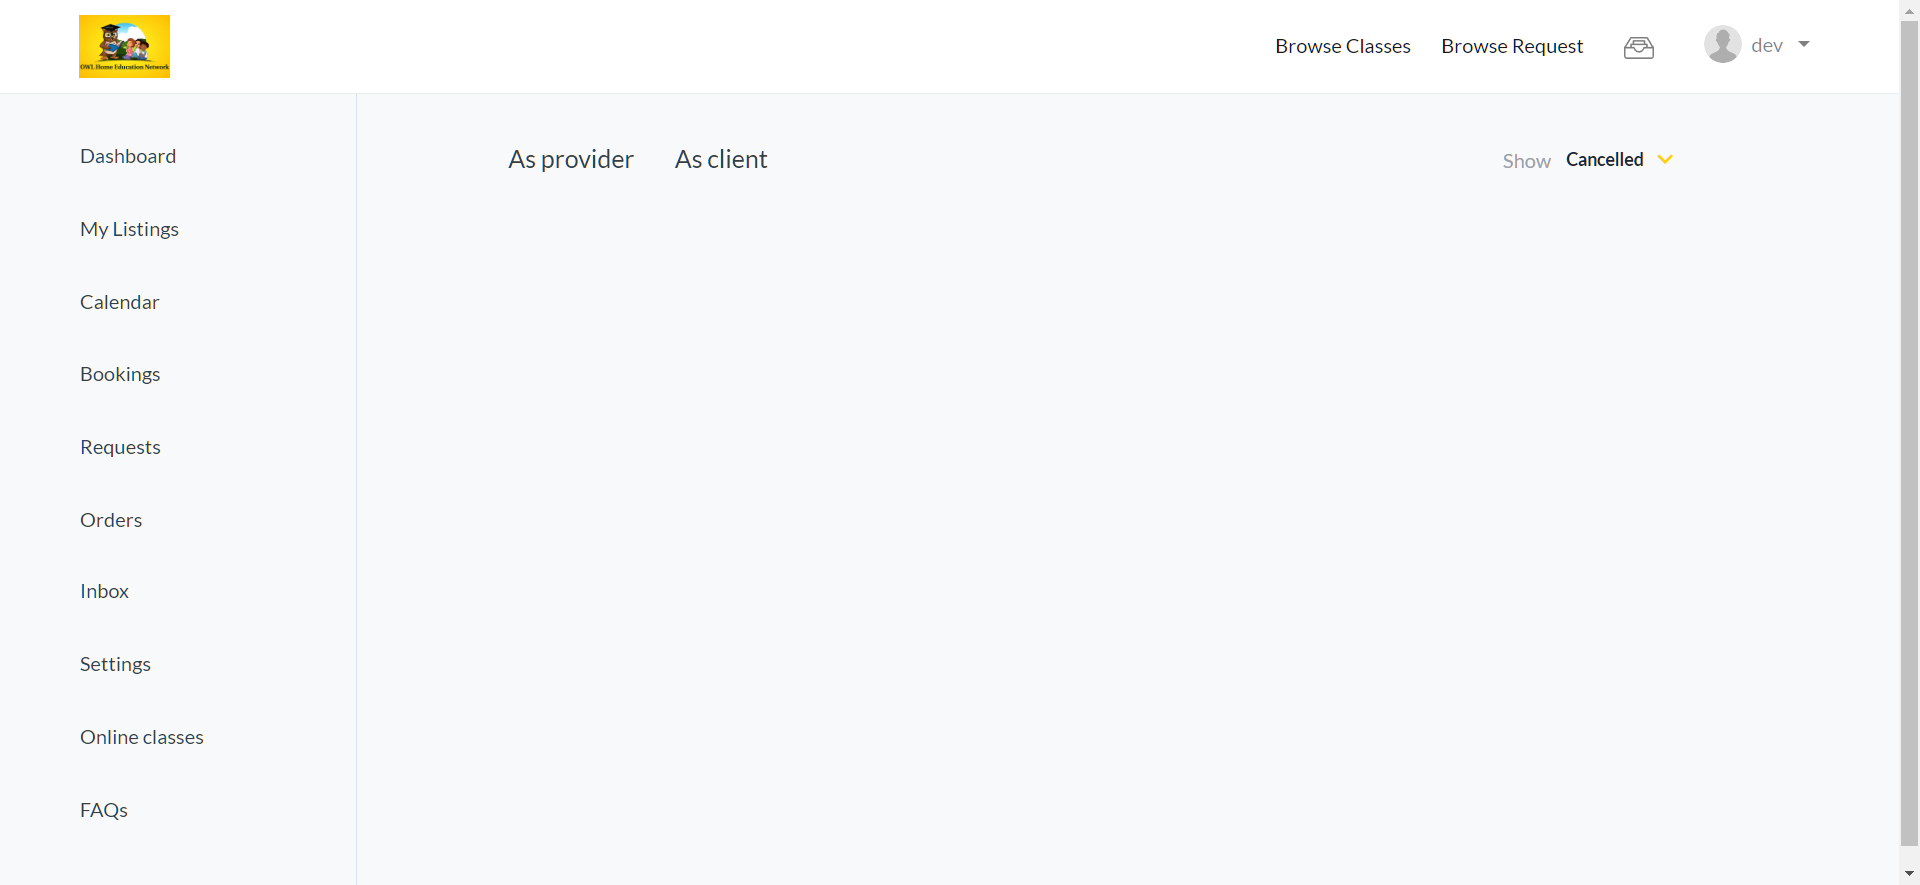 OWL Home Education Network
Browse Classes
Browse Request
dev
Dashboard
My Listings
Calendar
Bookings
Requests
Orders
Inbox
Settings
Online classes
FAQs
As provider
As client
Show
Cancelled